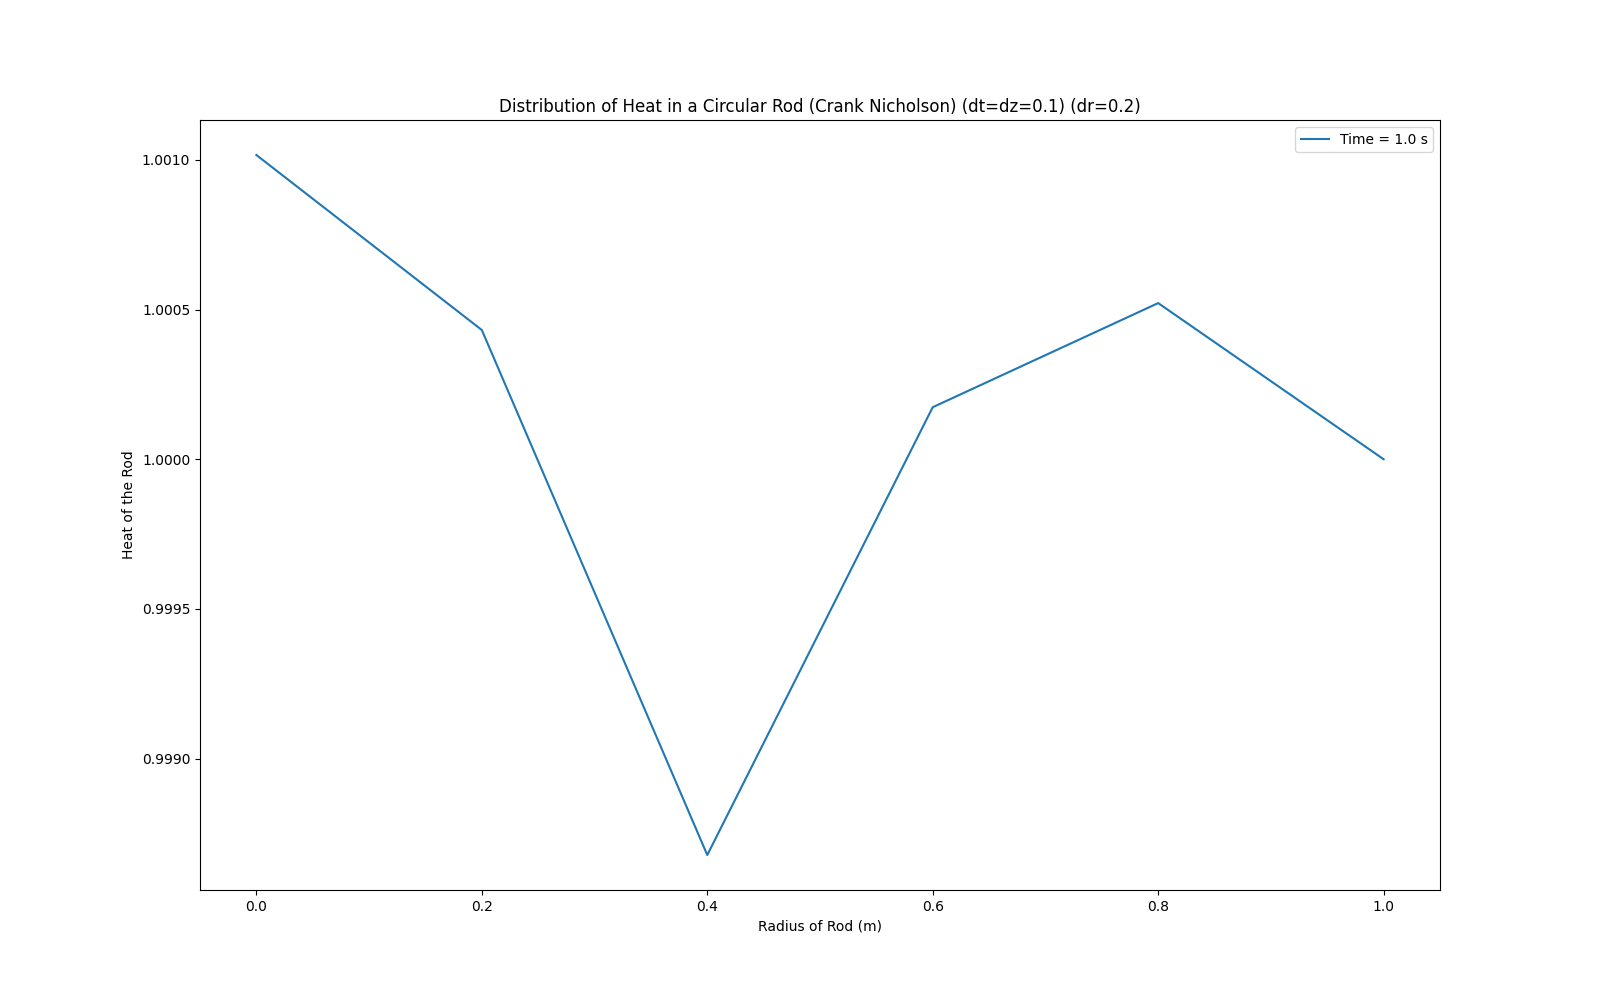 Distribution of Heat in a Circular Rod (Crank Nicholson) (dt=dz=0.1) (dr=0.2)
Time = 1.0 s
Heat of the Rod
1.0010
1.0005
1.0000
0.9995
0.9990
0.0 0.2 0.4 0.6 0.8 1.0
Radius of Rod (m)